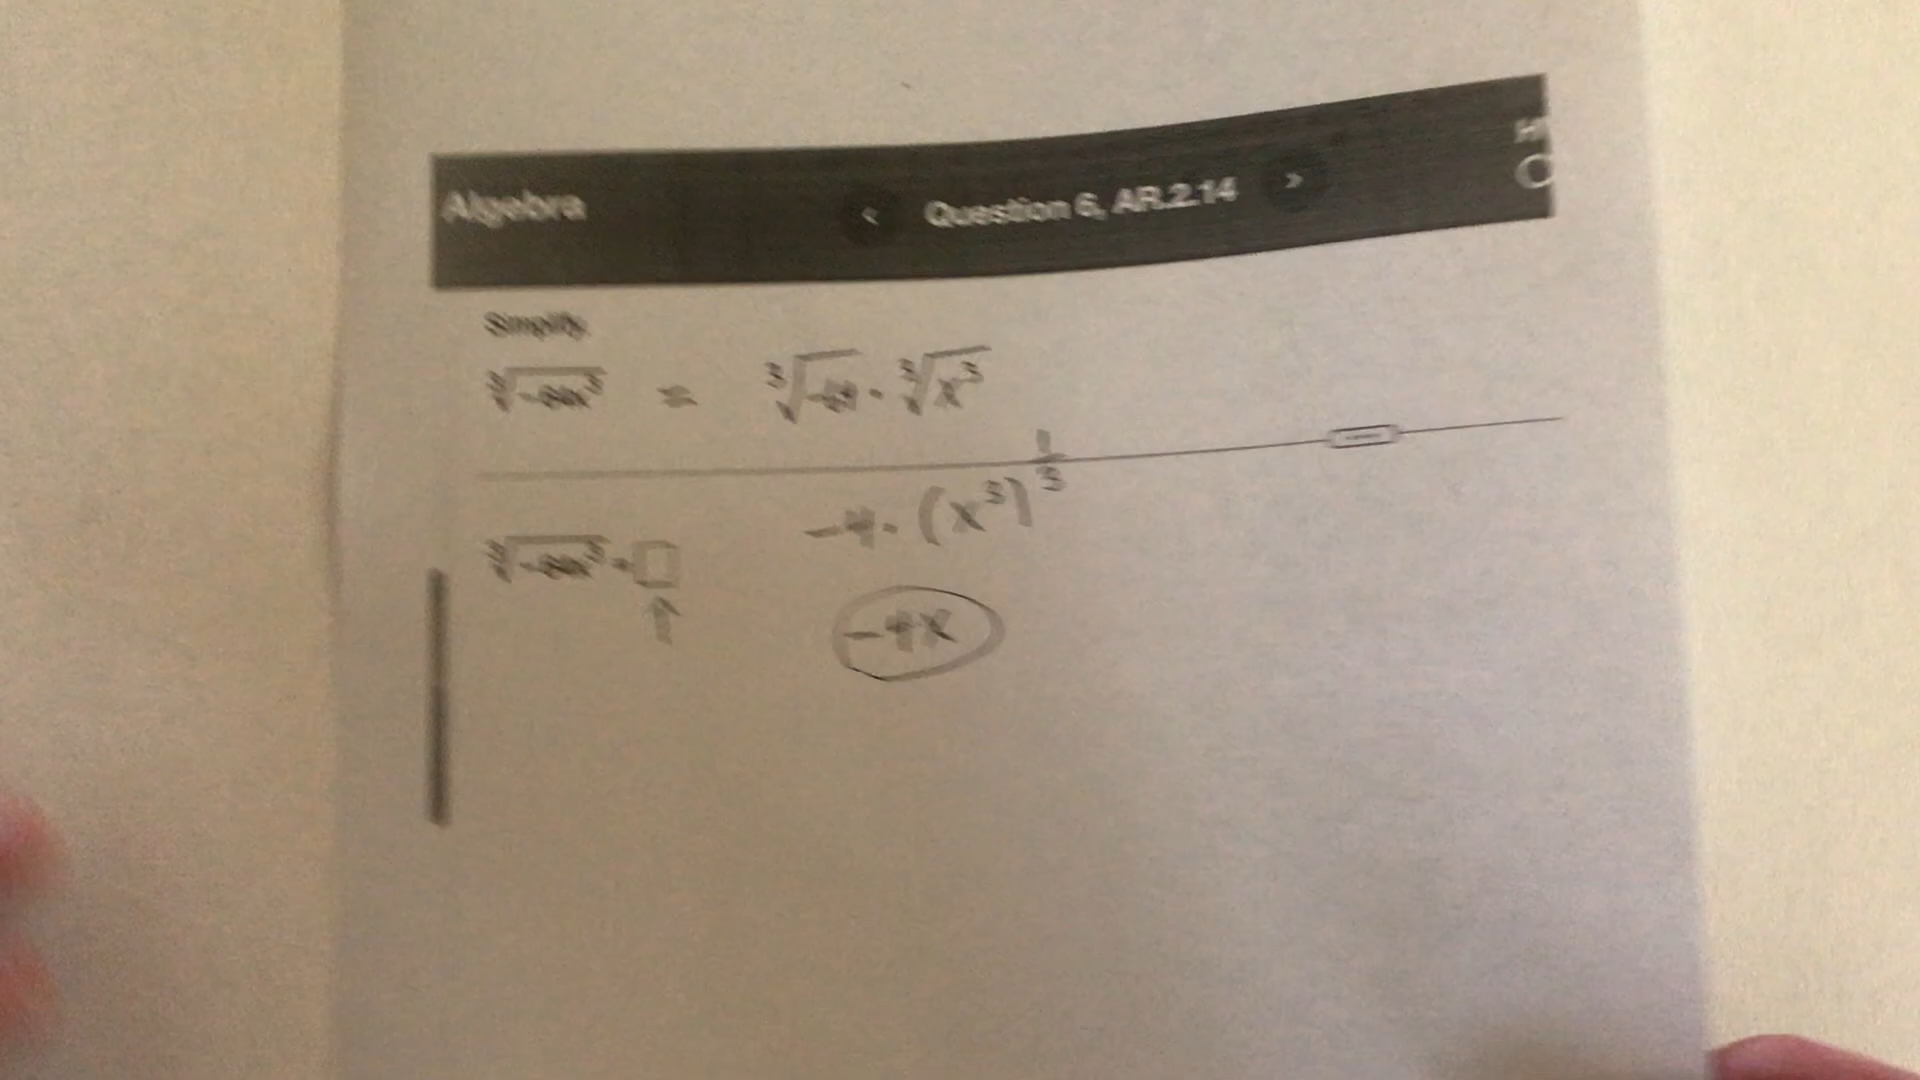 Algebra < Question 6, AR.2.14 >
Simplify.
∛-64x³ = ∛-64 · ∛x³
-4 · (x³)^1/3
∛-64x³ = □
-4x